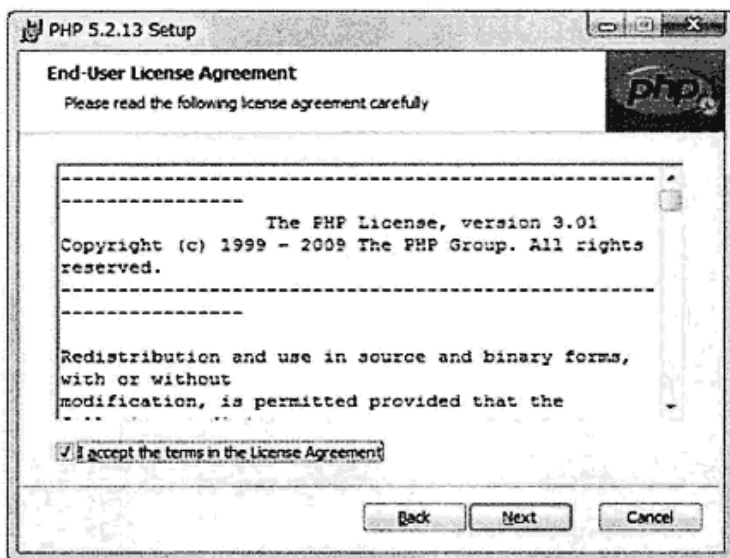 PHP 5.2.13 Setup
End-User License Agreement
Please read the following license agreement carefully
php
-----------------------------------------------------
----------------
The PHP License, version 3.01
Copyright (c) 1999 - 2009 The PHP Group. All rights
reserved.
-----------------------------------------------------
----------------
Redistribution and use in source and binary forms,
with or without
modification, is permitted provided that the
I accept the terms in the License Agreement
Back Next Cancel